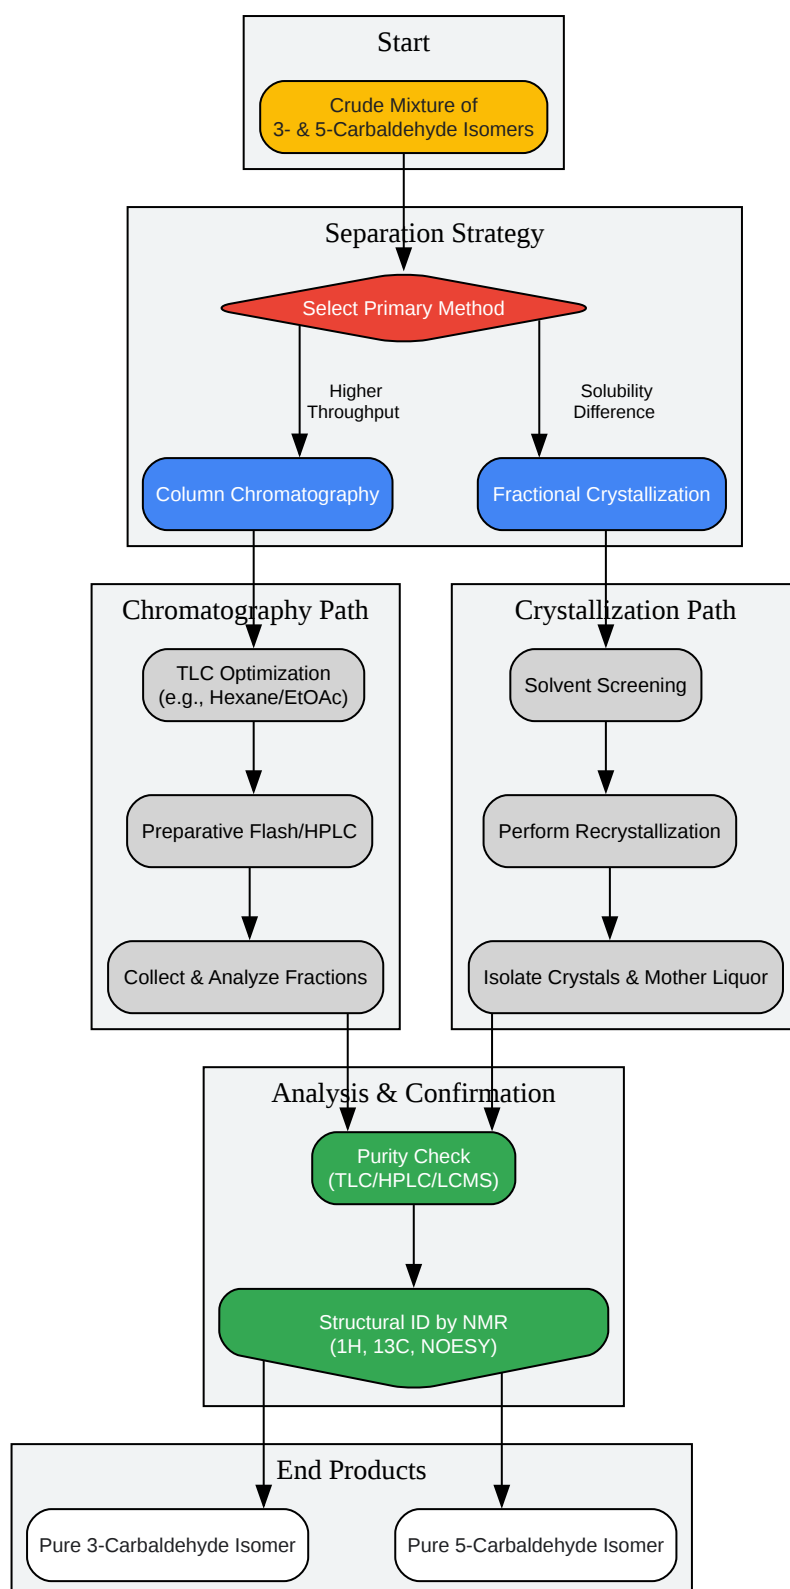 Start
Crude Mixture of
3- & 5-Carbaldehyde Isomers
Separation Strategy
Select Primary Method
Higher
Throughput
Solubility
Difference
Column Chromatography
Fractional Crystallization
Chromatography Path
Crystallization Path
TLC Optimization
(e.g., Hexane/EtOAc)
Solvent Screening
Preparative Flash/HPLC
Perform Recrystallization
Collect & Analyze Fractions
Isolate Crystals & Mother Liquor
Analysis & Confirmation
Purity Check
(TLC/HPLC/LCMS)
Structural ID by NMR
(1H, 13C, NOESY)
End Products
Pure 3-Carbaldehyde Isomer
Pure 5-Carbaldehyde Isomer